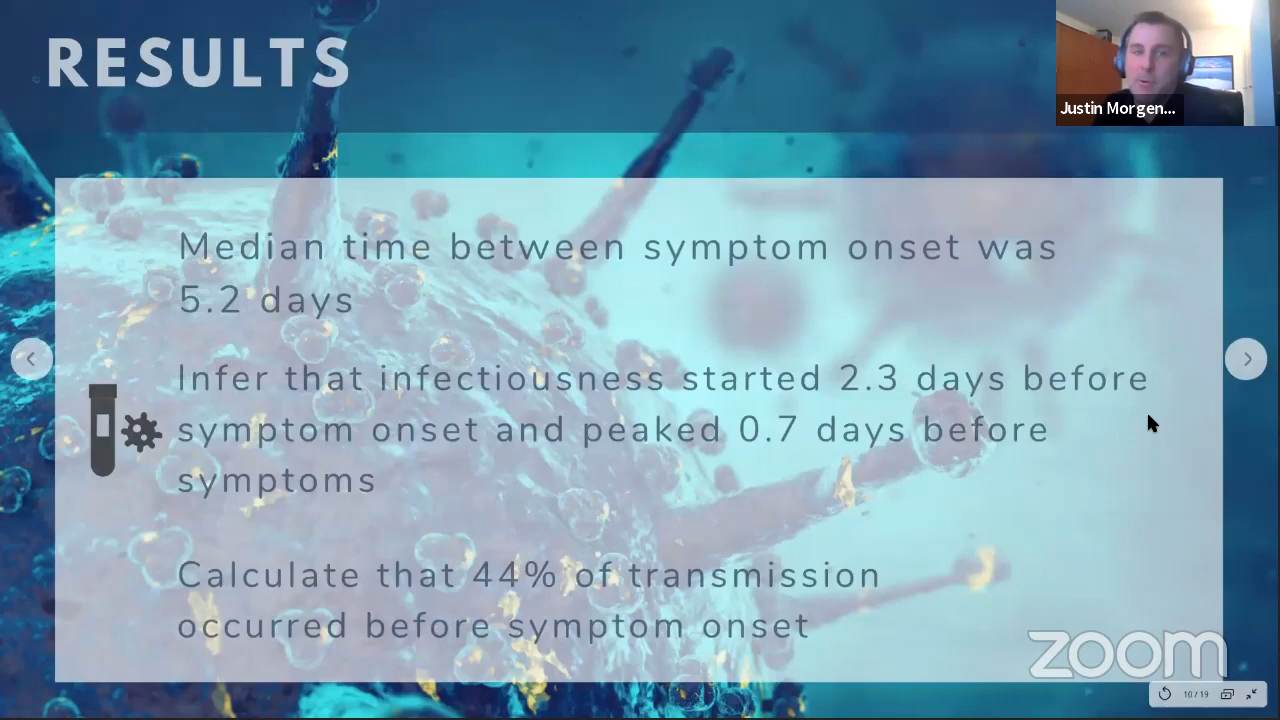 RESULTS
Justin Morgen...
Median time between symptom onset was
5.2 days
Infer that infectiousness started 2.3 days before
symptom onset and peaked 0.7 days before
symptoms
Calculate that 44% of transmission
occurred before symptom onset
zoom
10/19